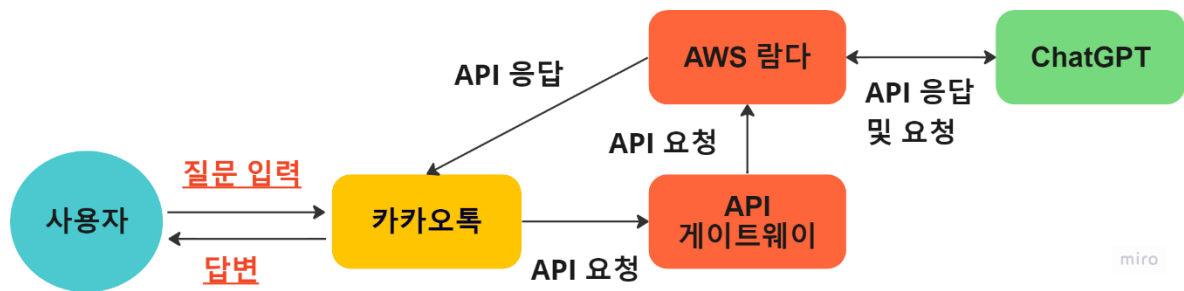 AWS 람다
ChatGPT
API 응답
API 응답
및 요청
API 요청
질문 입력
사용자
카카오톡
API
게이트웨이
답변
API 요청
miro